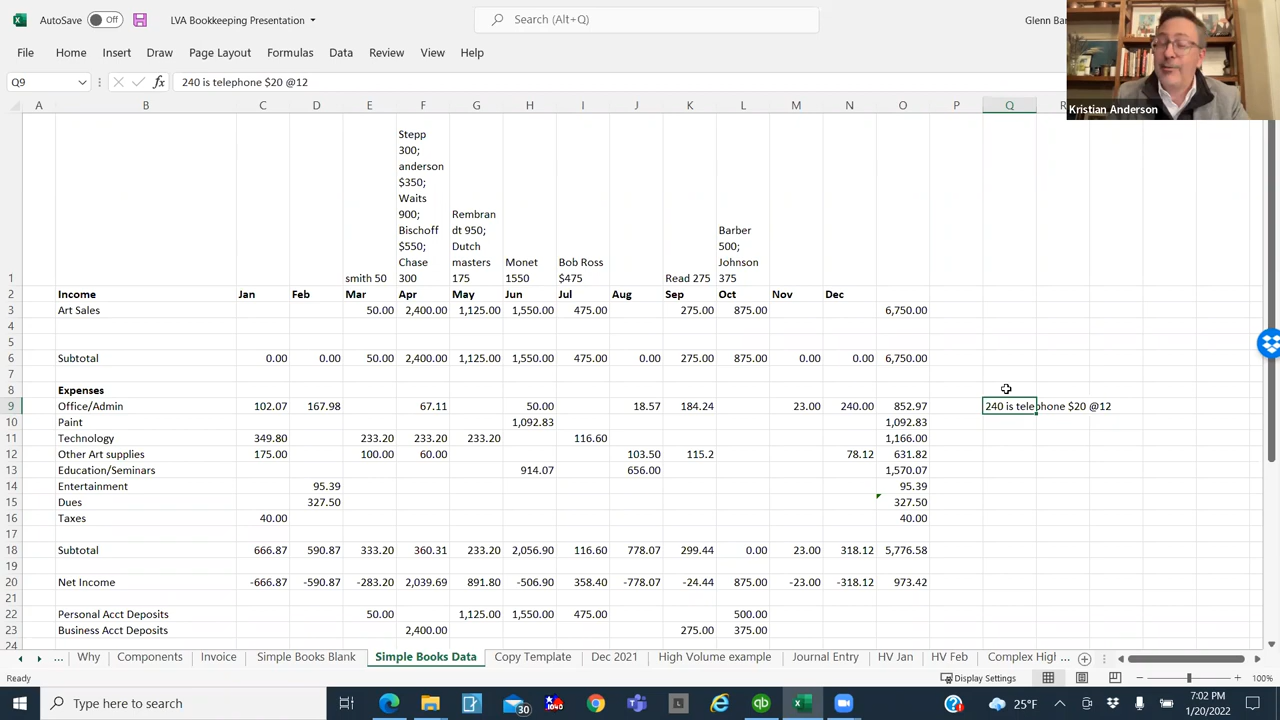 AutoSave Off LVA Bookkeeping Presentation Search (Alt+Q) Glenn Bar
File Home Insert Draw Page Layout Formulas Data Review View Help
Kristian Anderson
Q9 fx 240 is telephone $20 @12
A B C D E F G H I J K L M N O P Q R
Stepp
300;
anderson
$350;
Waits
900;
Bischoff
$550;
Chase
300
Rembran
dt 950;
Dutch
masters
175
Monet
1550
Bob Ross
$475
Barber
500;
Johnson
375
1 smith 50 Read 275
2 Income Jan Feb Mar Apr May Jun Jul Aug Sep Oct Nov Dec
3 Art Sales 50.00 2,400.00 1,125.00 1,550.00 475.00 275.00 875.00 6,750.00
4
5
6 Subtotal 0.00 0.00 50.00 2,400.00 1,125.00 1,550.00 475.00 0.00 275.00 875.00 0.00 0.00 6,750.00
7
8 Expenses
9 Office/Admin 102.07 167.98 67.11 50.00 18.57 184.24 23.00 240.00 852.97 240 is telephone $20 @12
10 Paint 1,092.83 1,092.83
11 Technology 349.80 233.20 233.20 233.20 116.60 1,166.00
12 Other Art supplies 175.00 100.00 60.00 103.50 115.2 78.12 631.82
13 Education/Seminars 914.07 656.00 1,570.07
14 Entertainment 95.39 95.39
15 Dues 327.50 327.50
16 Taxes 40.00 40.00
17
18 Subtotal 666.87 590.87 333.20 360.31 233.20 2,056.90 116.60 778.07 299.44 0.00 23.00 318.12 5,776.58
19
20 Net Income -666.87 -590.87 -283.20 2,039.69 891.80 -506.90 358.40 -778.07 -24.44 875.00 -23.00 -318.12 973.42
21
22 Personal Acct Deposits 50.00 1,125.00 1,550.00 475.00 500.00
23 Business Acct Deposits 2,400.00 275.00 375.00
24
... Why Components Invoice Simple Books Blank Simple Books Data Copy Template Dec 2021 High Volume example Journal Entry HV Jan HV Feb Complex High ...
Ready Display Settings 100%
Type here to search 30 25°F 7:02 PM
1/20/2022